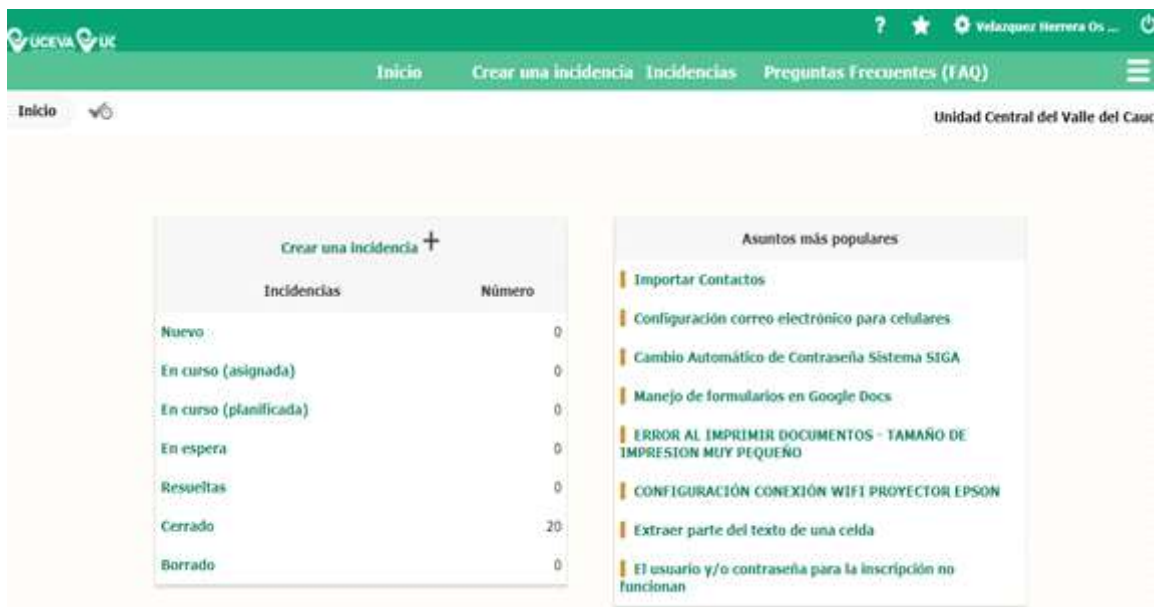 UCEVA UC
? Velazquez Herrera Os ...
Inicio Crear una incidencia Incidencias Preguntas Frecuentes (FAQ)
Inicio
Unidad Central del Valle del Cauc
Crear una incidencia +
Incidencias Número
Nuevo 0
En curso (asignada) 0
En curso (planificada) 0
En espera 0
Resueltas 0
Cerrado 20
Borrado 0
Asuntos más populares
Importar Contactos
Configuración correo electrónico para celulares
Cambio Automático de Contraseña Sistema SIGA
Manejo de formularios en Google Docs
ERROR AL IMPRIMIR DOCUMENTOS - TAMAÑO DE
IMPRESION MUY PEQUEÑO
CONFIGURACIÓN CONEXIÓN WIFI PROYECTOR EPSON
Extraer parte del texto de una celda
El usuario y/o contraseña para la inscripción no
funcionan